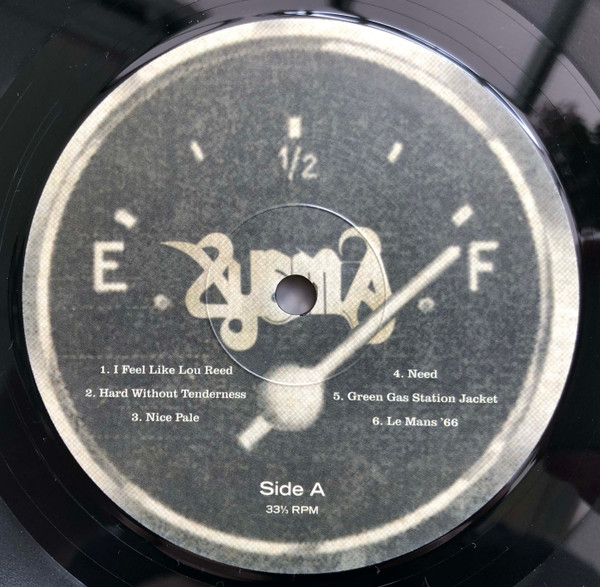 1/2
E
F
Xysma
1. I Feel Like Lou Reed
2. Hard Without Tenderness
3. Nice Pale
4. Need
5. Green Gas Station Jacket
6. Le Mans '66
Side A
33⅓ RPM